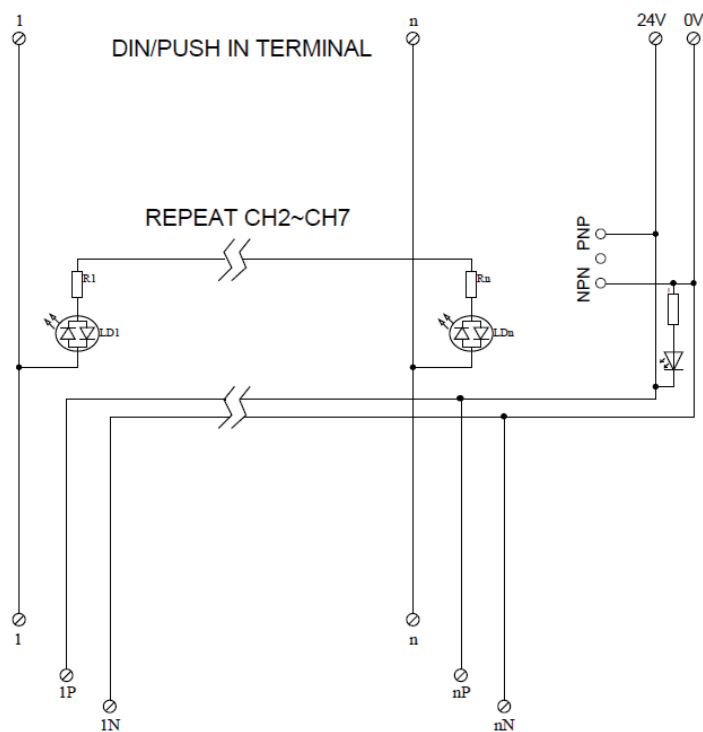 1
n
24V
0V
DIN/PUSH IN TERMINAL
REPEAT CH2~CH7
PNP
NPN
R1
Rn
LD1
LDn
1
n
1P
nP
1N
nN